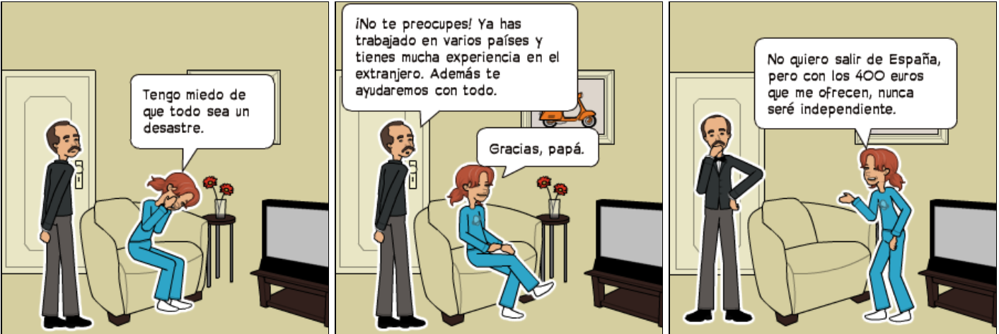 Tengo miedo de
que todo sea un
desastre.
¡No te preocupes! Ya has
trabajado en varios países y
tienes mucha experiencia en el
extranjero. Además te
ayudaremos con todo.
Gracias, papá.
No quiero salir de España,
pero con los 400 euros
que me ofrecen, nunca
seré independiente.